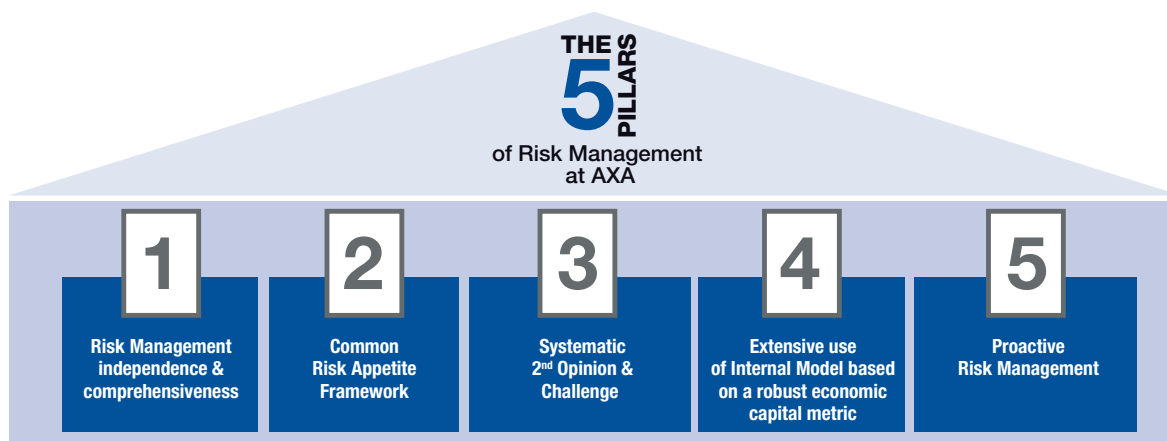 THE
5
PILLARS
of Risk Management
at AXA
1
Risk Management
independence &
comprehensiveness
2
Common
Risk Appetite
Framework
3
Systematic
2nd Opinion &
Challenge
4
Extensive use
of Internal Model based
on a robust economic
capital metric
5
Proactive
Risk Management